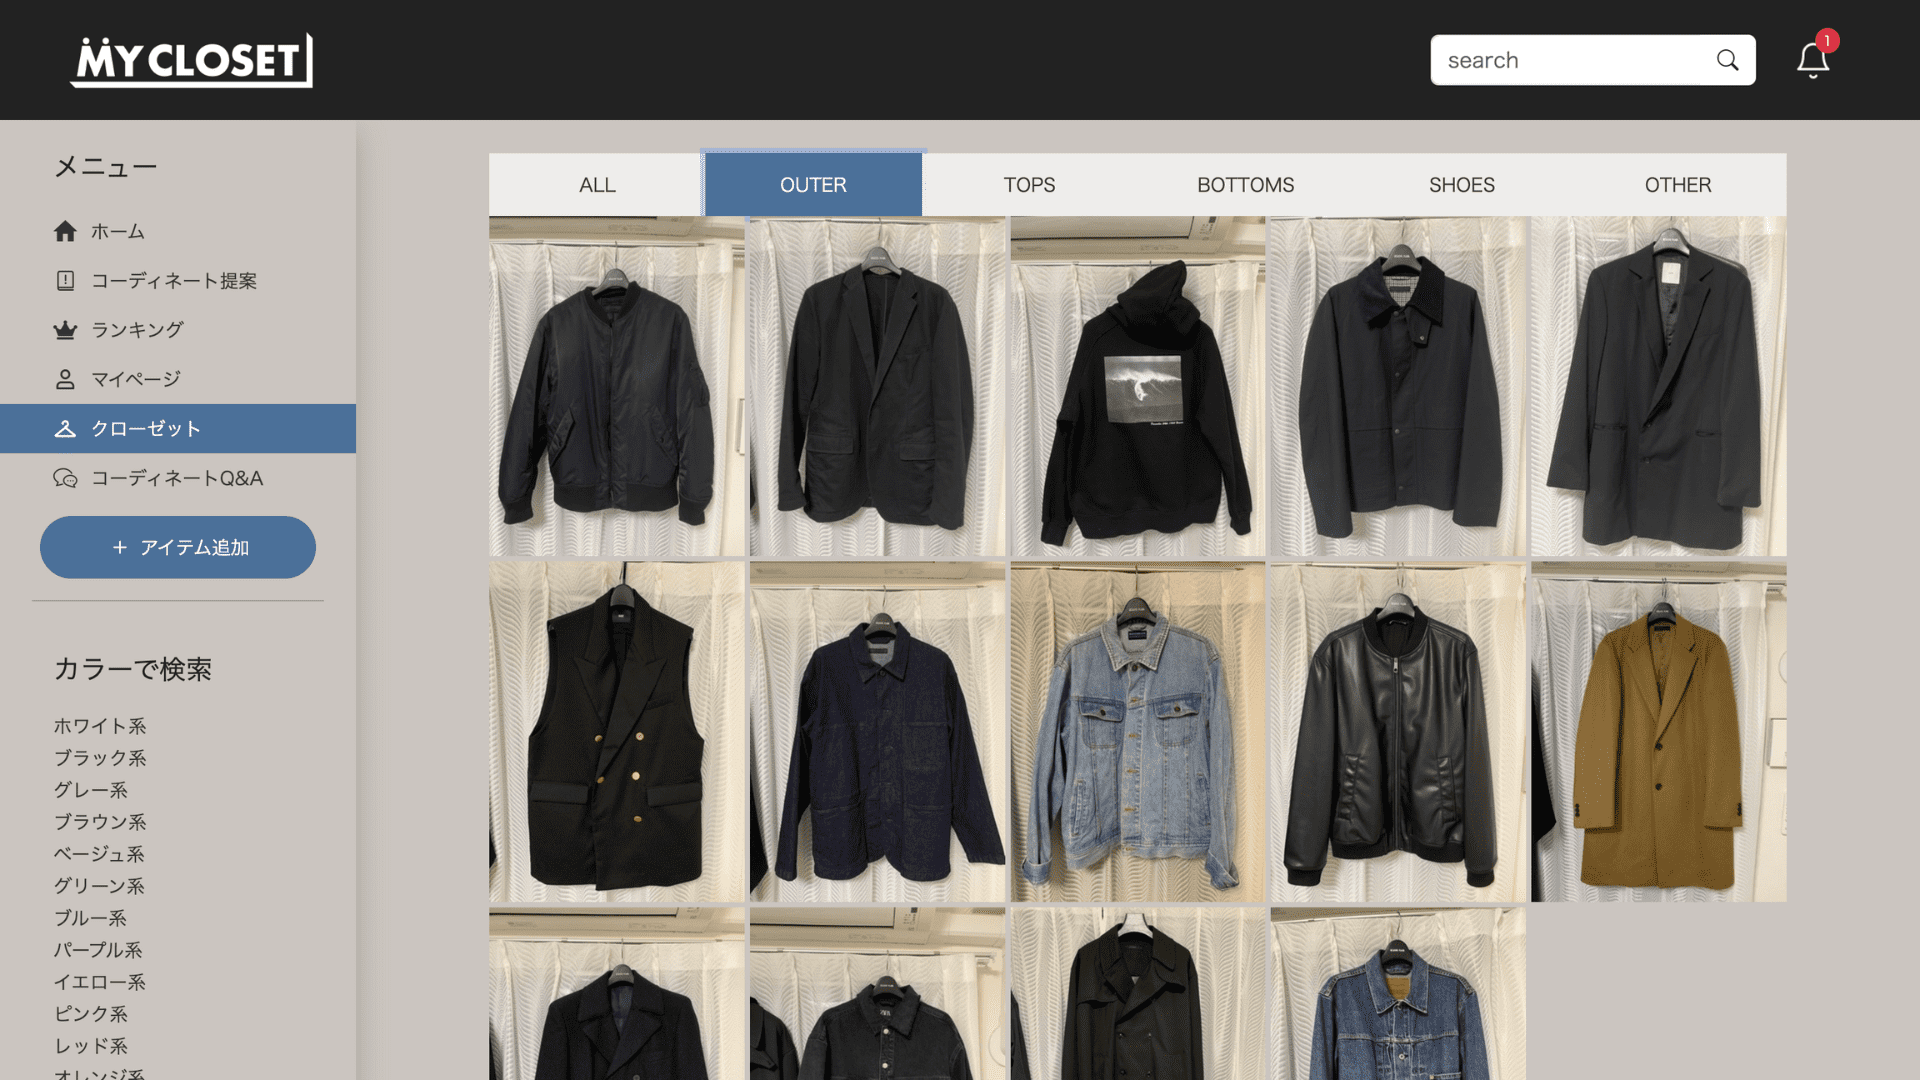 MY CLOSET
search
1
メニュー
ホーム
コーディネート提案
ランキング
マイページ
クローゼット
コーディネートQ&A
+ アイテム追加
カラーで検索
ホワイト系
ブラック系
グレー系
ブラウン系
ベージュ系
グリーン系
ブルー系
パープル系
イエロー系
ピンク系
レッド系
オレンジ系
ALL
OUTER
TOPS
BOTTOMS
SHOES
OTHER